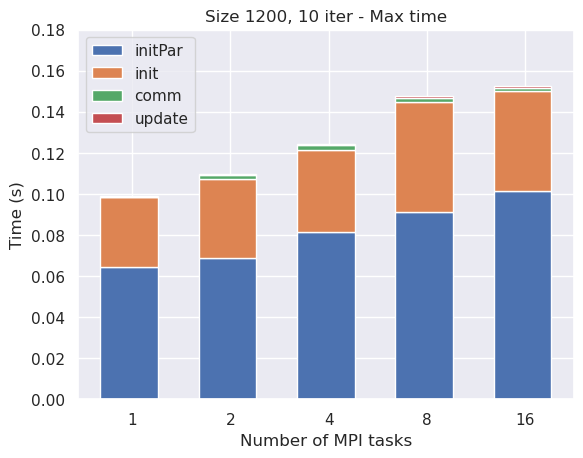 Size 1200, 10 iter - Max time
0.18
0.16
0.14
0.12
0.10
0.08
0.06
0.04
0.02
0.00
Time (s)
initPar
init
comm
update
1 2 4 8 16
Number of MPI tasks